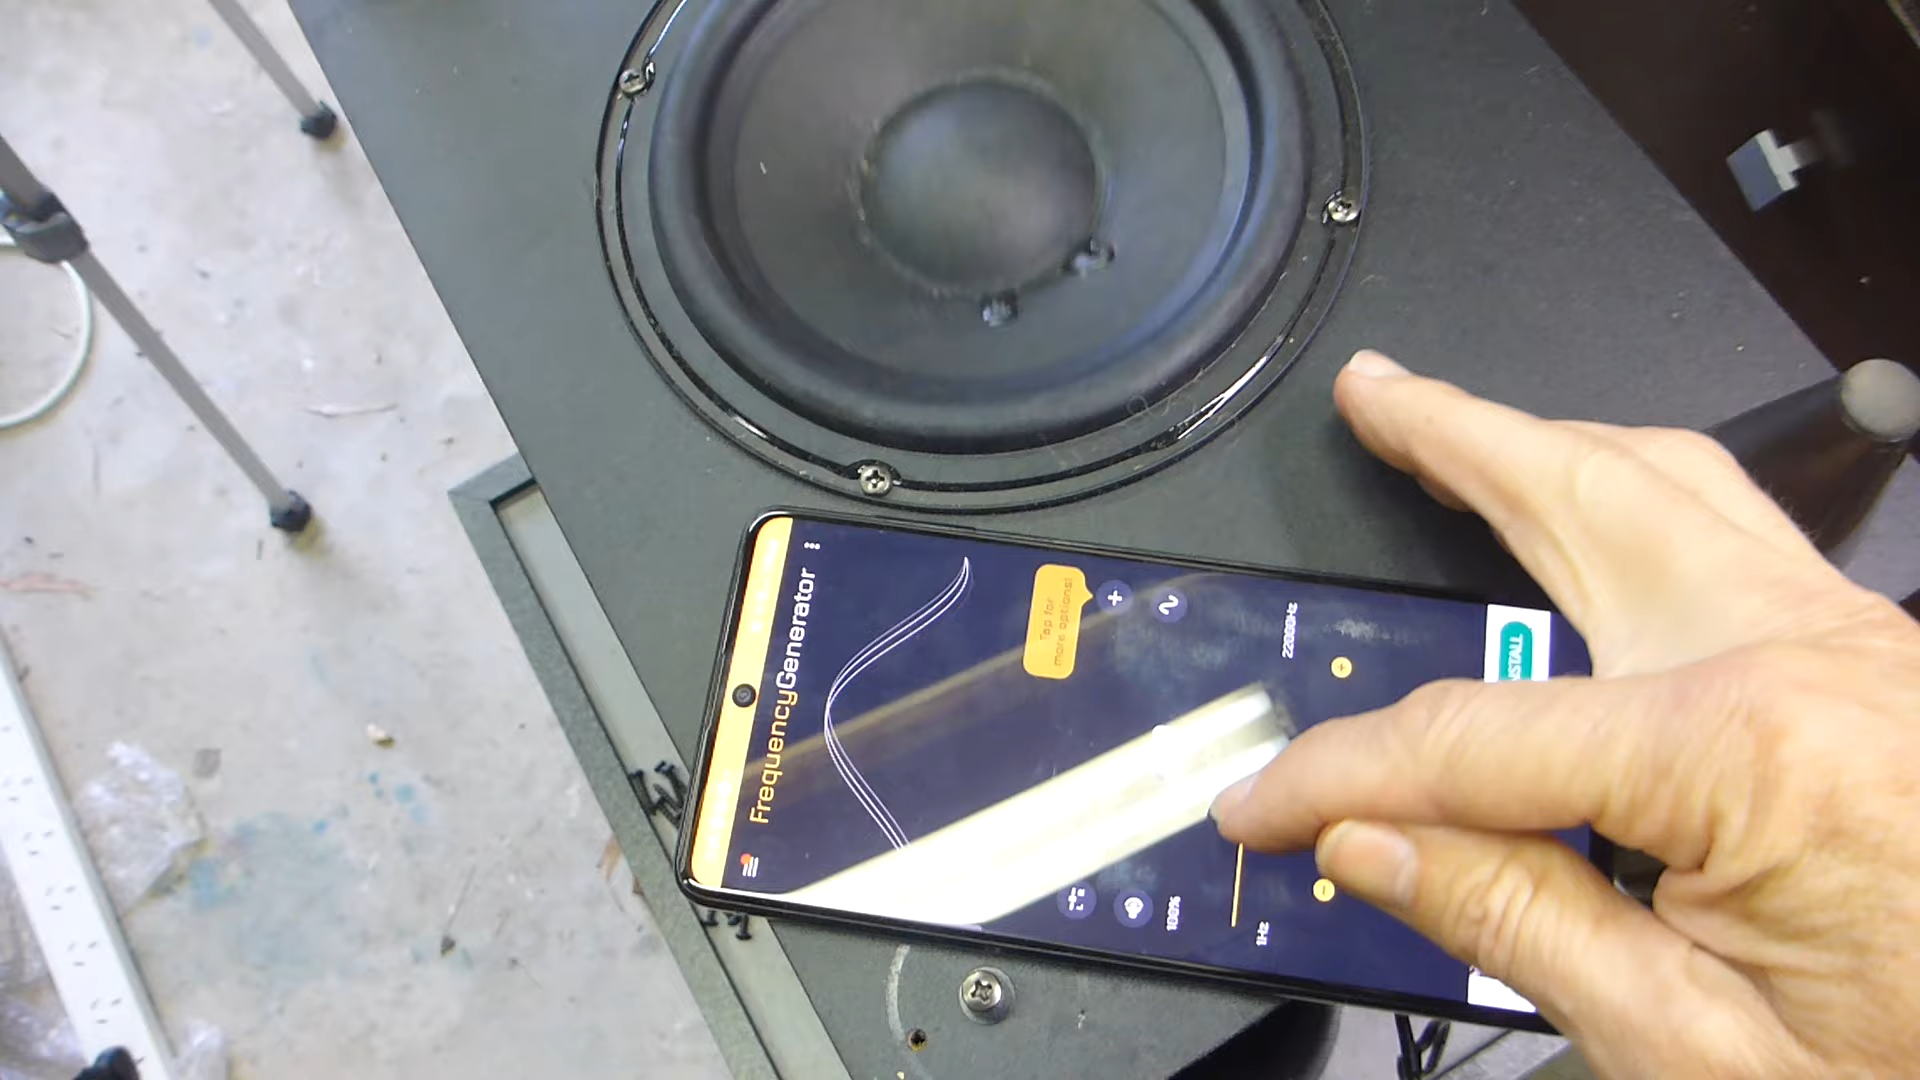 FrequencyGenerator
Tap for
more options!
100%
1Hz
22000Hz